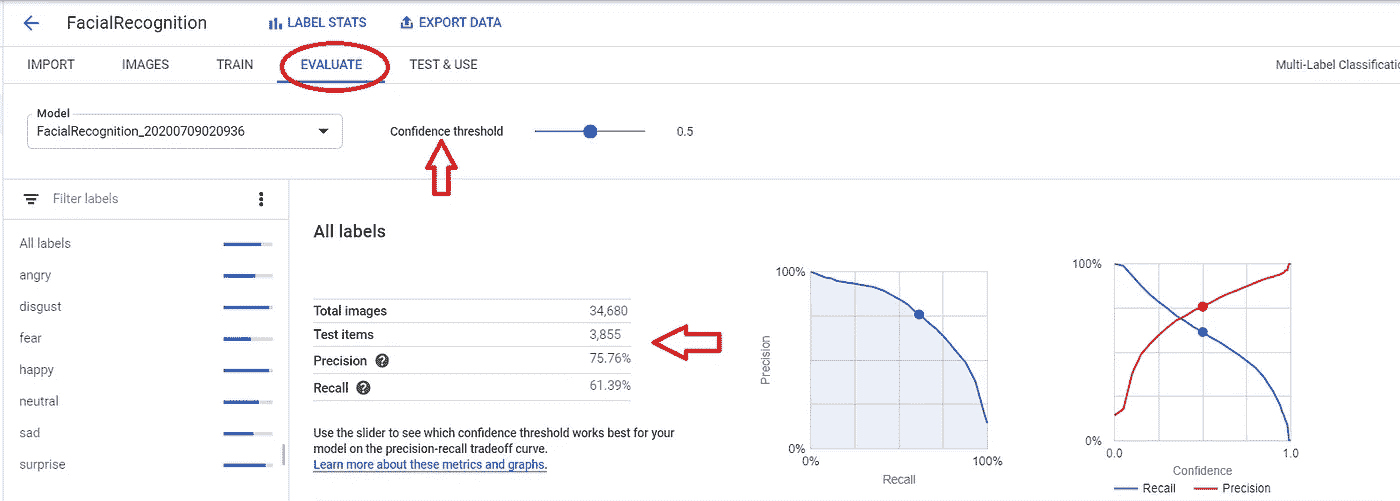 FacialRecognition
LABEL STATS
EXPORT DATA
IMPORT
IMAGES
TRAIN
EVALUATE
TEST & USE
Multi-Label Classificatio
Model
FacialRecognition_20200709020936
Confidence threshold
0.5
Filter labels
All labels
angry
disgust
fear
happy
neutral
sad
surprise
All labels
Total images 34,680
Test items 3,855
Precision ? 75.76%
Recall ? 61.39%
Use the slider to see which confidence threshold works best for your
model on the precision-recall tradeoff curve.
Learn more about these metrics and graphs.
100%
Precision
0%
0%
100%
Recall
100%
0%
0.0
1.0
Confidence
Recall
Precision